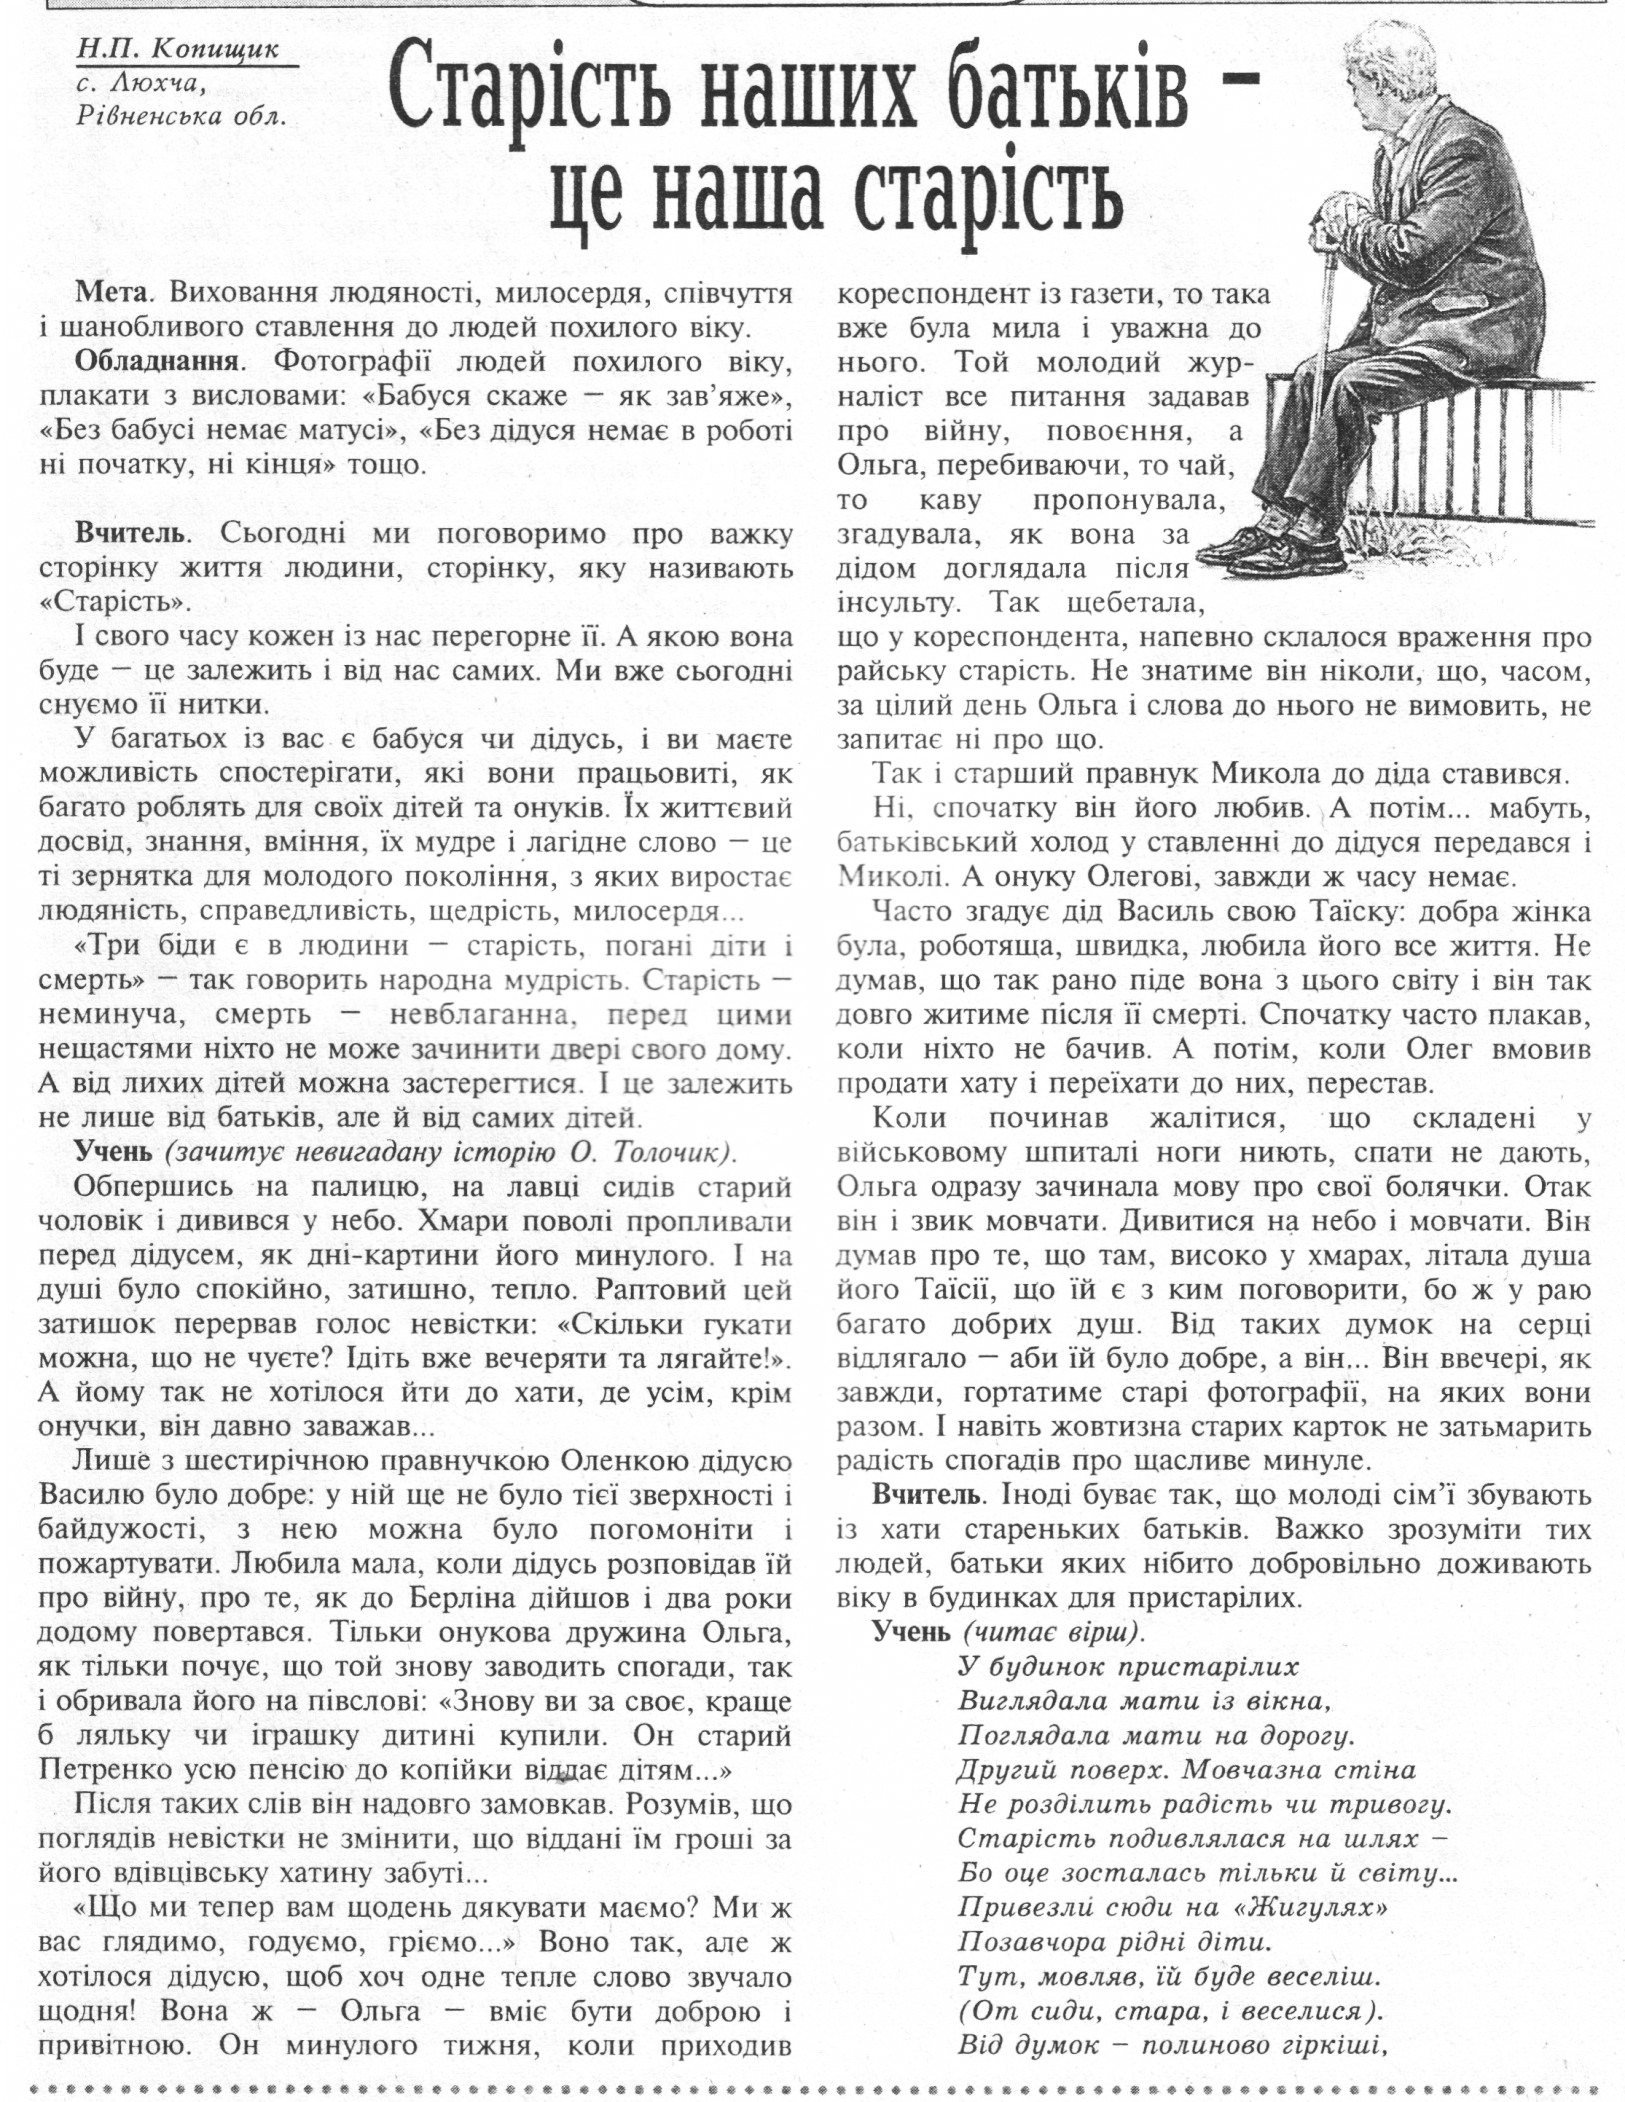 Н.П. Копищик
с. Люхча,
Рівненська обл.
Старість наших батьків –
це наша старість
Мета. Виховання людяності, милосердя, співчуття
і шанобливого ставлення до людей похилого віку.
Обладнання. Фотографії людей похилого віку,
плакати з висловами: «Бабуся скаже — як зав’яже»,
«Без бабусі немає матусі», «Без дідуся немає в роботі
ні початку, ні кінця» тощо.
Вчитель. Сьогодні ми поговоримо про важку
сторінку життя людини, сторінку, яку називають
«Старість».
І свого часу кожен із нас перегорне її. А якою вона
буде — це залежить і від нас самих. Ми вже сьогодні
снуємо її нитки.
У багатьох із вас є бабуся чи дідусь, і ви маєте
можливість спостерігати, які вони працьовиті, як
багато роблять для своїх дітей та онуків. Їх життєвий
досвід, знання, вміння, їх мудре і лагідне слово — це
ті зернятка для молодого покоління, з яких виростає
людяність, справедливість, щедрість, милосердя...
«Три біди є в людини — старість, погані діти і
смерть» — так говорить народна мудрість. Старість —
неминуча, смерть — невблаганна, перед цими
нещастями ніхто не може зачинити двері свого дому.
А від лихих дітей можна застерегтися. І це залежить
не лише від батьків, але й від самих дітей.
Учень (зачитує невигадану історію О. Толочик).
Обпершись на палицю, на лавці сидів старий
чоловік і дивився у небо. Хмари поволі пропливали
перед дідусем, як дні-картини його минулого. І на
душі було спокійно, затишно, тепло. Раптовий цей
затишок перервав голос невістки: «Скільки гукати
можна, що не чуєте? Ідіть вже вечеряти та лягайте!».
А йому так не хотілося йти до хати, де усім, крім
онучки, він давно заважав...
Лише з шестирічною правнучкою Оленкою дідусю
Василю було добре: у ній ще не було тієї зверхності і
байдужості, з нею можна було погомоніти і
пожартувати. Любила мала, коли дідусь розповідав їй
про війну, про те, як до Берліна дійшов і два роки
додому повертався. Тільки онукова дружина Ольга,
як тільки почує, що той знову заводить спогади, так
і обривала його на півслові: «Знову ви за своє, краще
б ляльку чи іграшку дитині купили. Он старий
Петренко усю пенсію до копійки віддає дітям...»
Після таких слів він надовго замовкав. Розумів, що
поглядів невістки не змінити, що віддані їм гроші за
його вдівцівську хатину забуті...
«Що ми тепер вам щодень дякувати маємо? Ми ж
вас глядимо, годуємо, гріємо...» Воно так, але ж
хотілося дідусю, щоб хоч одне тепле слово звучало
щодня! Вона ж — Ольга — вміє бути доброю і
привітною. Он минулого тижня, коли приходив
кореспондент із газети, то така
вже була мила і уважна до
нього. Той молодий жур-
наліст все питання задавав
про війну, повоєння, а
Ольга, перебиваючи, то чай,
то каву пропонувала,
згадувала, як вона за
дідом доглядала після
інсульту. Так щебетала,
що у кореспондента, напевно склалося враження про
райську старість. Не знатиме він ніколи, що, часом,
за цілий день Ольга і слова до нього не вимовить, не
запитає ні про що.
Так і старший правнук Микола до діда ставився.
Ні, спочатку він його любив. А потім... мабуть,
батьківський холод у ставленні до дідуся передався і
Миколі. А онуку Олегові, завжди ж часу немає.
Часто згадує дід Василь свою Таїску: добра жінка
була, роботяща, швидка, любила його все життя. Не
думав, що так рано піде вона з цього світу і він так
довго житиме після її смерті. Спочатку часто плакав,
коли ніхто не бачив. А потім, коли Олег вмовив
продати хату і переїхати до них, перестав.
Коли починав жалітися, що складені у
військовому шпиталі ноги ниють, спати не дають,
Ольга одразу зачинала мову про свої болячки. Отак
він і звик мовчати. Дивитися на небо і мовчати. Він
думав про те, що там, високо у хмарах, літала душа
його Таїсії, що їй є з ким поговорити, бо ж у раю
багато добрих душ. Від таких думок на серці
відлягало — аби їй було добре, а він... Він ввечері, як
завжди, гортатиме старі фотографії, на яких вони
разом. І навіть жовтизна старих карток не затьмарить
радість спогадів про щасливе минуле.
Вчитель. Іноді буває так, що молоді сім’ї збувають
із хати стареньких батьків. Важко зрозуміти тих
людей, батьки яких нібито добровільно доживають
віку в будинках для пристарілих.
Учень (читає вірш).
У будинок пристарілих
Виглядала мати із вікна,
Поглядала мати на дорогу.
Другий поверх. Мовчазна стіна
Не розділить радість чи тривогу.
Старість подивлялася на шлях –
Бо оце зосталась тільки й світу...
Привезли сюди на «Жигулях»
Позавчора рідні діти.
Тут, мовляв, їй буде веселіш.
(От сиди, стара, і веселися).
Від думок – полиново гіркіші,